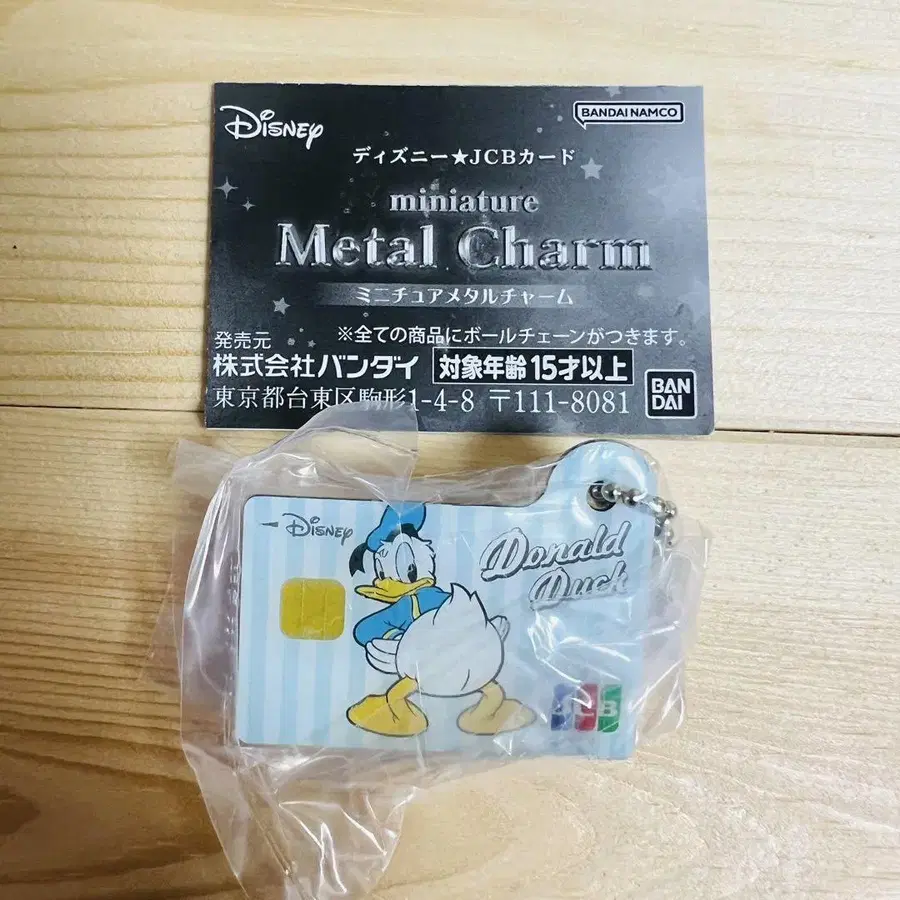 Disney
BANDAI NAMCO
ディズニー★JCBカード
miniature
Metal Charm
ミニチュアメタルチャーム
※全ての商品にボールチェーンがつきます。
発売元
株式会社バンダイ 対象年齢15才以上
東京都台東区駒形1-4-8 〒111-8081
BAN
DAI
Disney
Donald
Duck
JCB